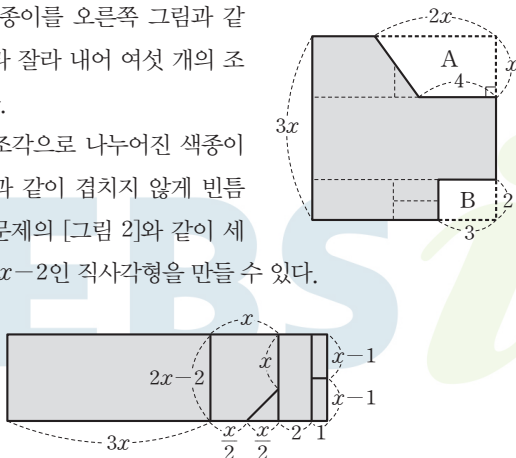 종이를 오른쪽 그림과 같
잘라 내어 여섯 개의 조
조각으로 나누어진 색종이
과 같이 겹치지 않게 빈틈
문제의 [그림 2]와 같이 세
x-2인 직사각형을 만들 수 있다.
2x
A
x
4
3x
B
2
3
EBSi
x
x
x-1
2x-2
x-1
3x
x/2
x/2
2
1